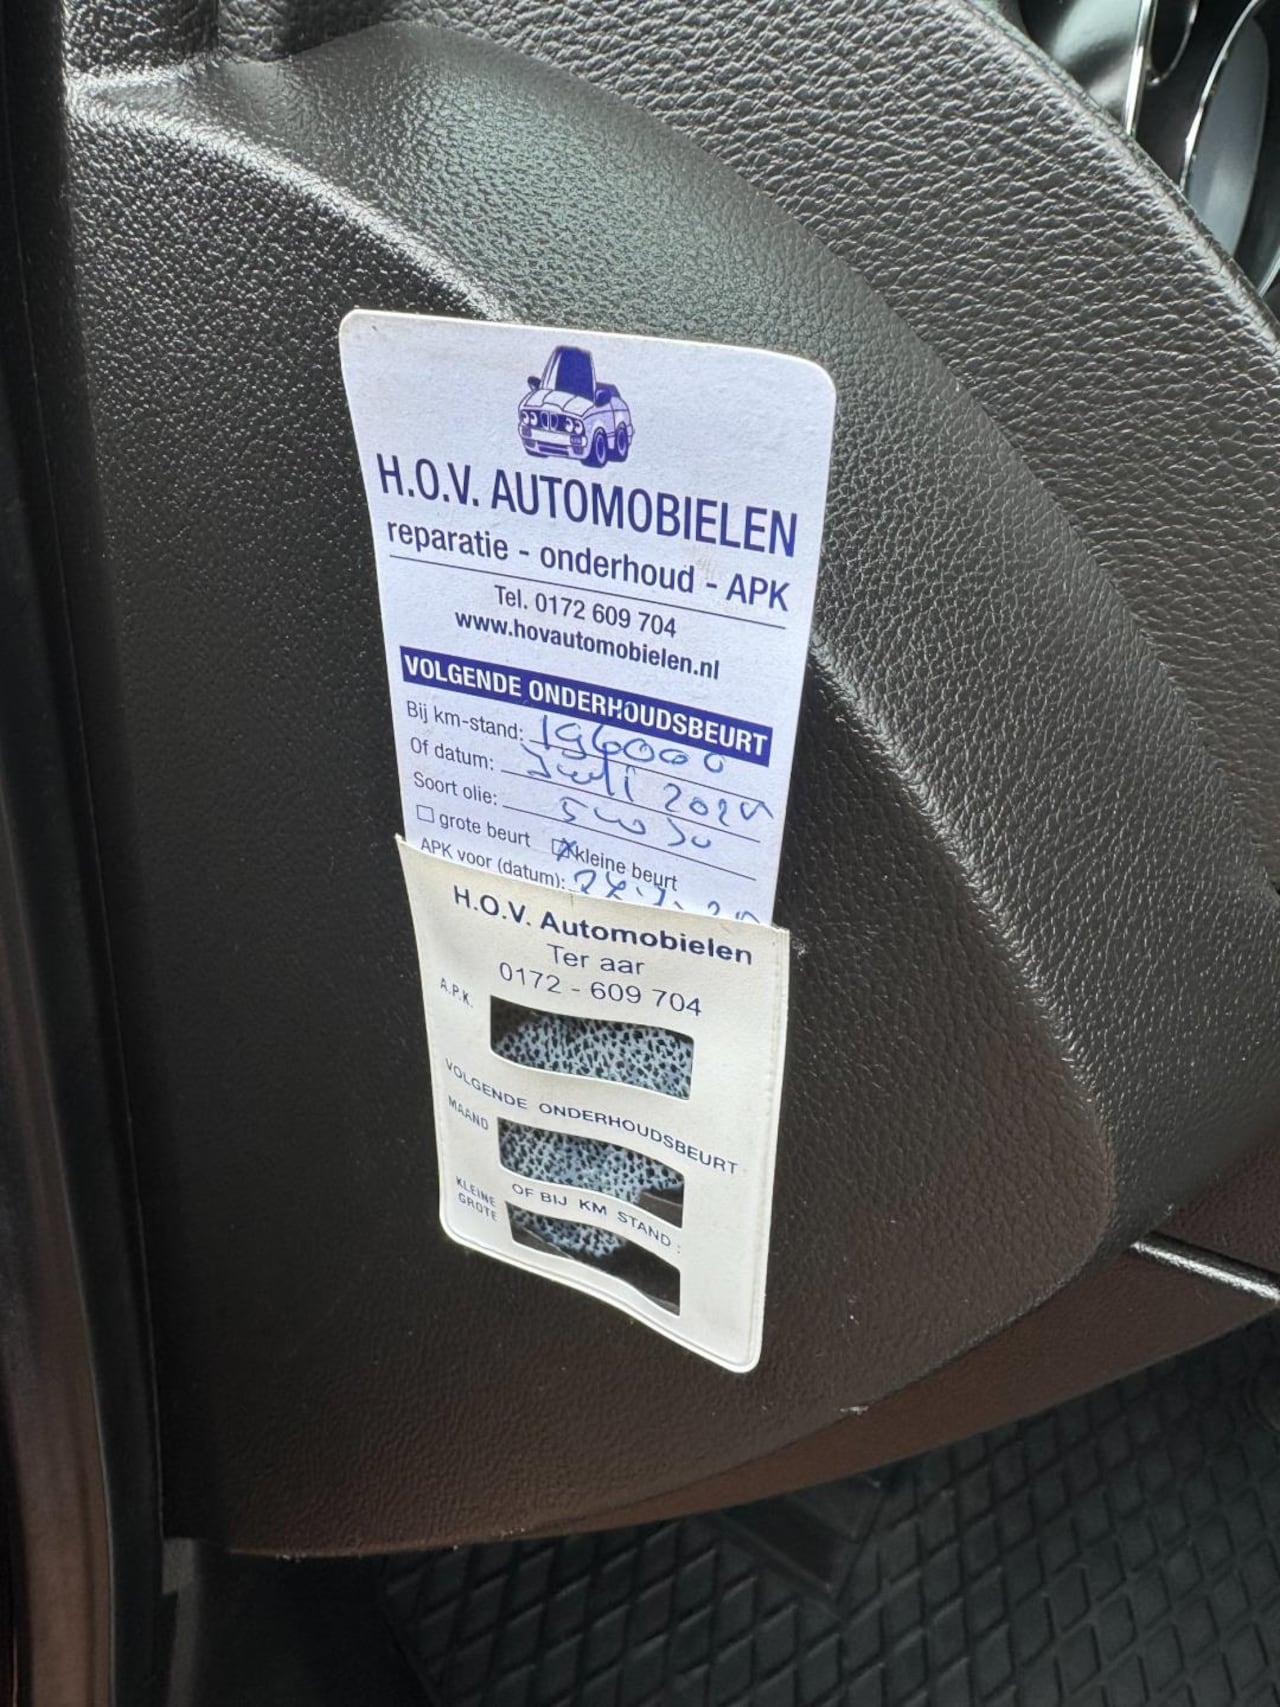 H.O.V. AUTOMOBIELEN
reparatie - onderhoud - APK
Tel. 0172 609 704
www.hovautomobielen.nl
VOLGENDE ONDERHOUDSBEURT
Bij km-stand: 196000
Of datum: Juli
Soort olie: 5w30
grote beurt kleine beurt
APK voor (datum):
H.O.V. Automobielen
Ter aar
0172 - 609 704
A.P.K.
VOLGENDE ONDERHOUDSBEURT
MAAND
OF BIJ KM STAND :
KLEINE
GROTE